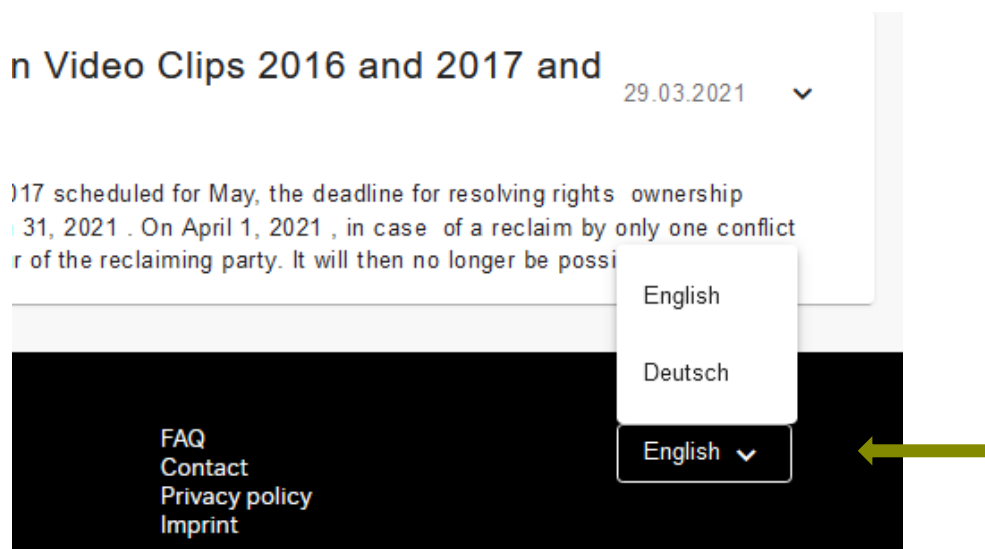 n Video Clips 2016 and 2017 and
29.03.2021
017 scheduled for May, the deadline for resolving rights ownership
31, 2021 . On April 1, 2021 , in case of a reclaim by only one conflict
r of the reclaiming party. It will then no longer be possi
English
Deutsch
English
FAQ
Contact
Privacy policy
Imprint